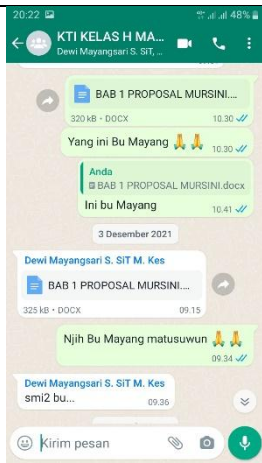 20:22
48%
KTI KELAS H MA...
Dewi Mayangsari S. SiT, ...
BAB 1 PROPOSAL MURSINI....
320 kB • DOCX 10.30
Yang ini Bu Mayang 🙏 🙏 10.30
Anda
BAB 1 PROPOSAL MURSINI.docx
Ini bu Mayang 10.41
3 Desember 2021
Dewi Mayangsari S. SiT M. Kes
BAB 1 PROPOSAL MURSINI....
325 kB • DOCX 09.15
Njih Bu Mayang matusuwun 🙏 🙏
09.34
Dewi Mayangsari S. SiT M. Kes
smi2 bu... 09.36
Kirim pesan